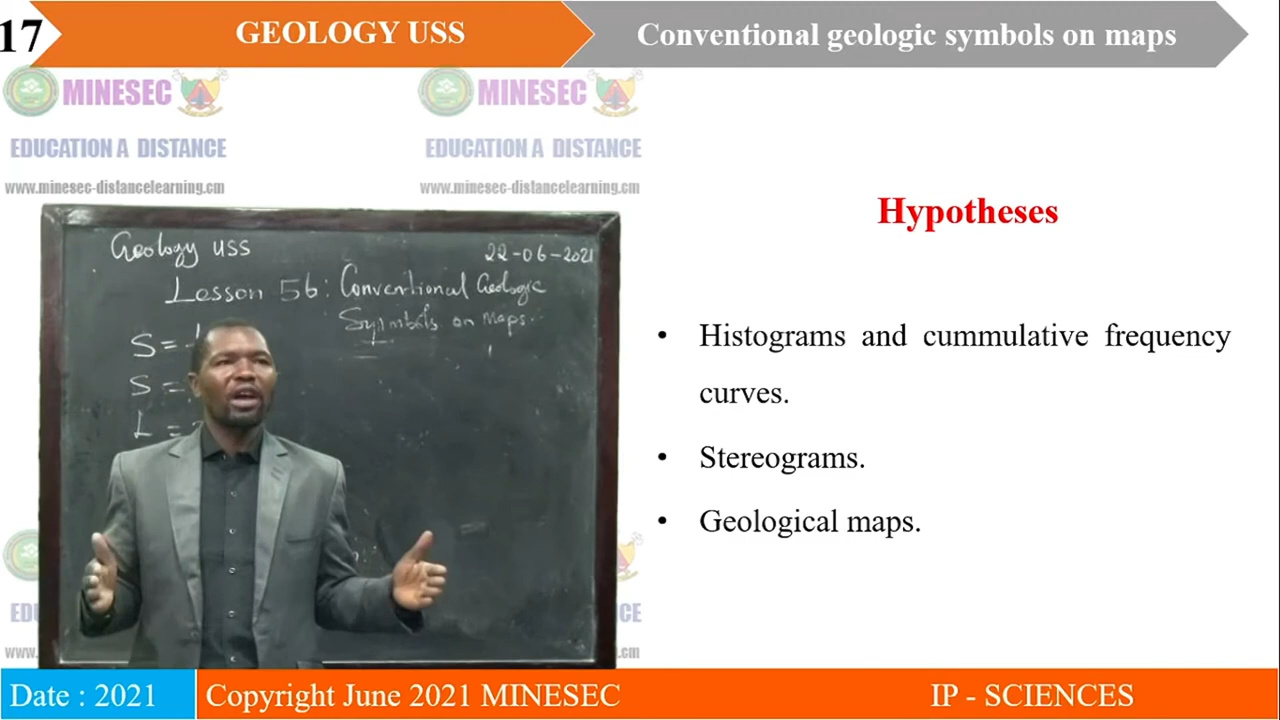 17
GEOLOGY USS
Conventional geologic symbols on maps
MINESEC
MINESEC
EDUCATION A DISTANCE
EDUCATION A DISTANCE
www.minesec-distancelearning.cm
www.minesec-distancelearning.cm
Geology USS
22-06-2021
Lesson 56: Conventional Geologic
Symbols on Maps.
S =
S =
L =
Hypotheses
• Histograms and cummulative frequency
curves.
• Stereograms.
• Geological maps.
Date : 2021
Copyright June 2021 MINESEC
IP - SCIENCES